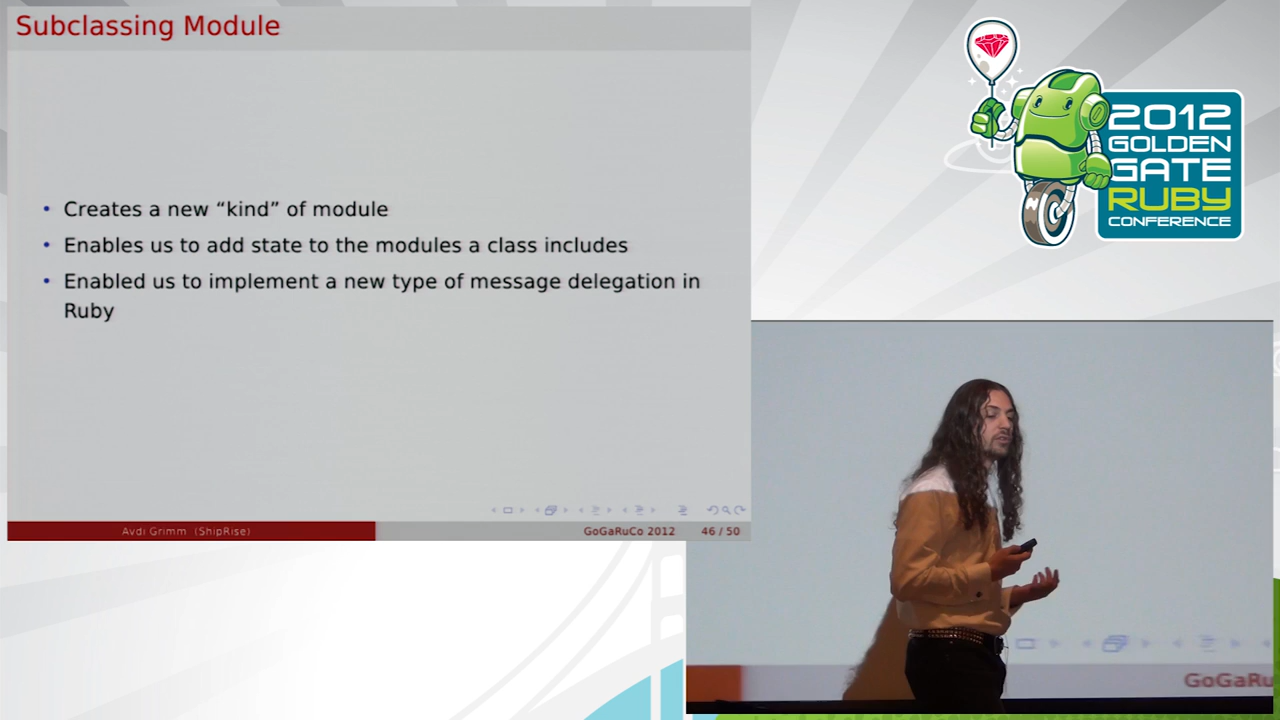 Subclassing Module
• Creates a new “kind” of module
• Enables us to add state to the modules a class includes
• Enabled us to implement a new type of message delegation in
Ruby
Avdi Grimm (ShipRise)
GoGaRuCo 2012
46 / 50
2012
GOLDEN
GATE
RUBY
CONFERENCE
GoGaRu